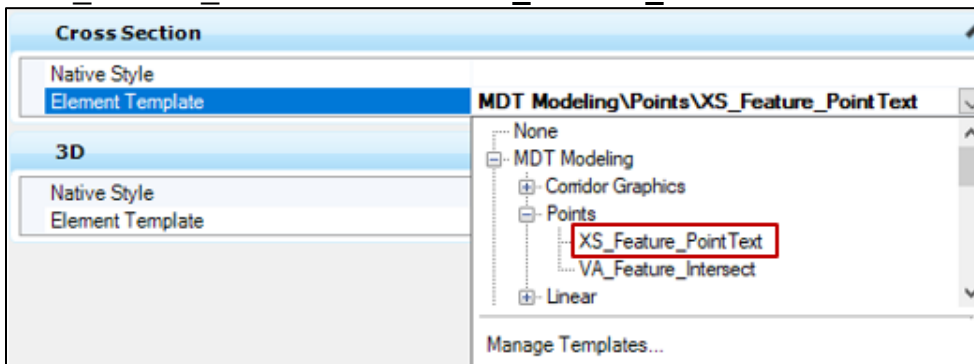 Cross Section
Native Style
Element Template MDT Modeling\Points\XS_Feature_PointText
None
MDT Modeling
3D
Corridor Graphics
Native Style
Points
Element Template
XS_Feature_PointText
VA_Feature_Intersect
Linear
Manage Templates...